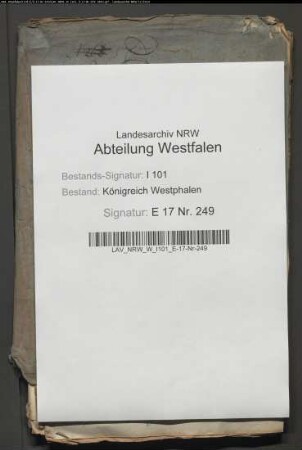 Landesarchiv NRW
Abteilung Westfalen
Bestands-Signatur: I 101
Bestand: Königreich Westphalen
Signatur: E 17 Nr. 249
LAV_NRW_W_I101_E-17-Nr-249